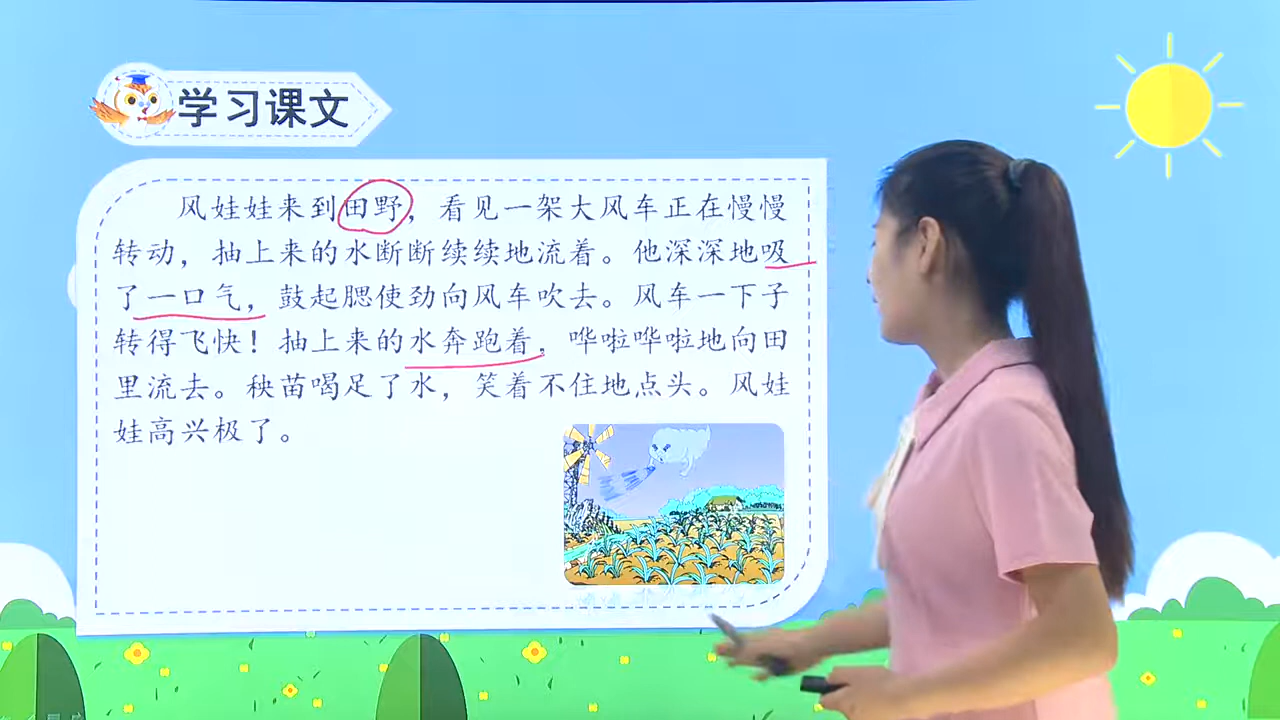 学习课文
风娃娃来到田野，看见一架大风车正在慢慢
转动，抽上来的水断断续续地流着。他深深地吸
了一口气，鼓起腮使劲向风车吹去。风车一下子
转得飞快！抽上来的水奔跑着，哗啦哗啦地向田
里流去。秧苗喝足了水，笑着不住地点头。风娃
娃高兴极了。